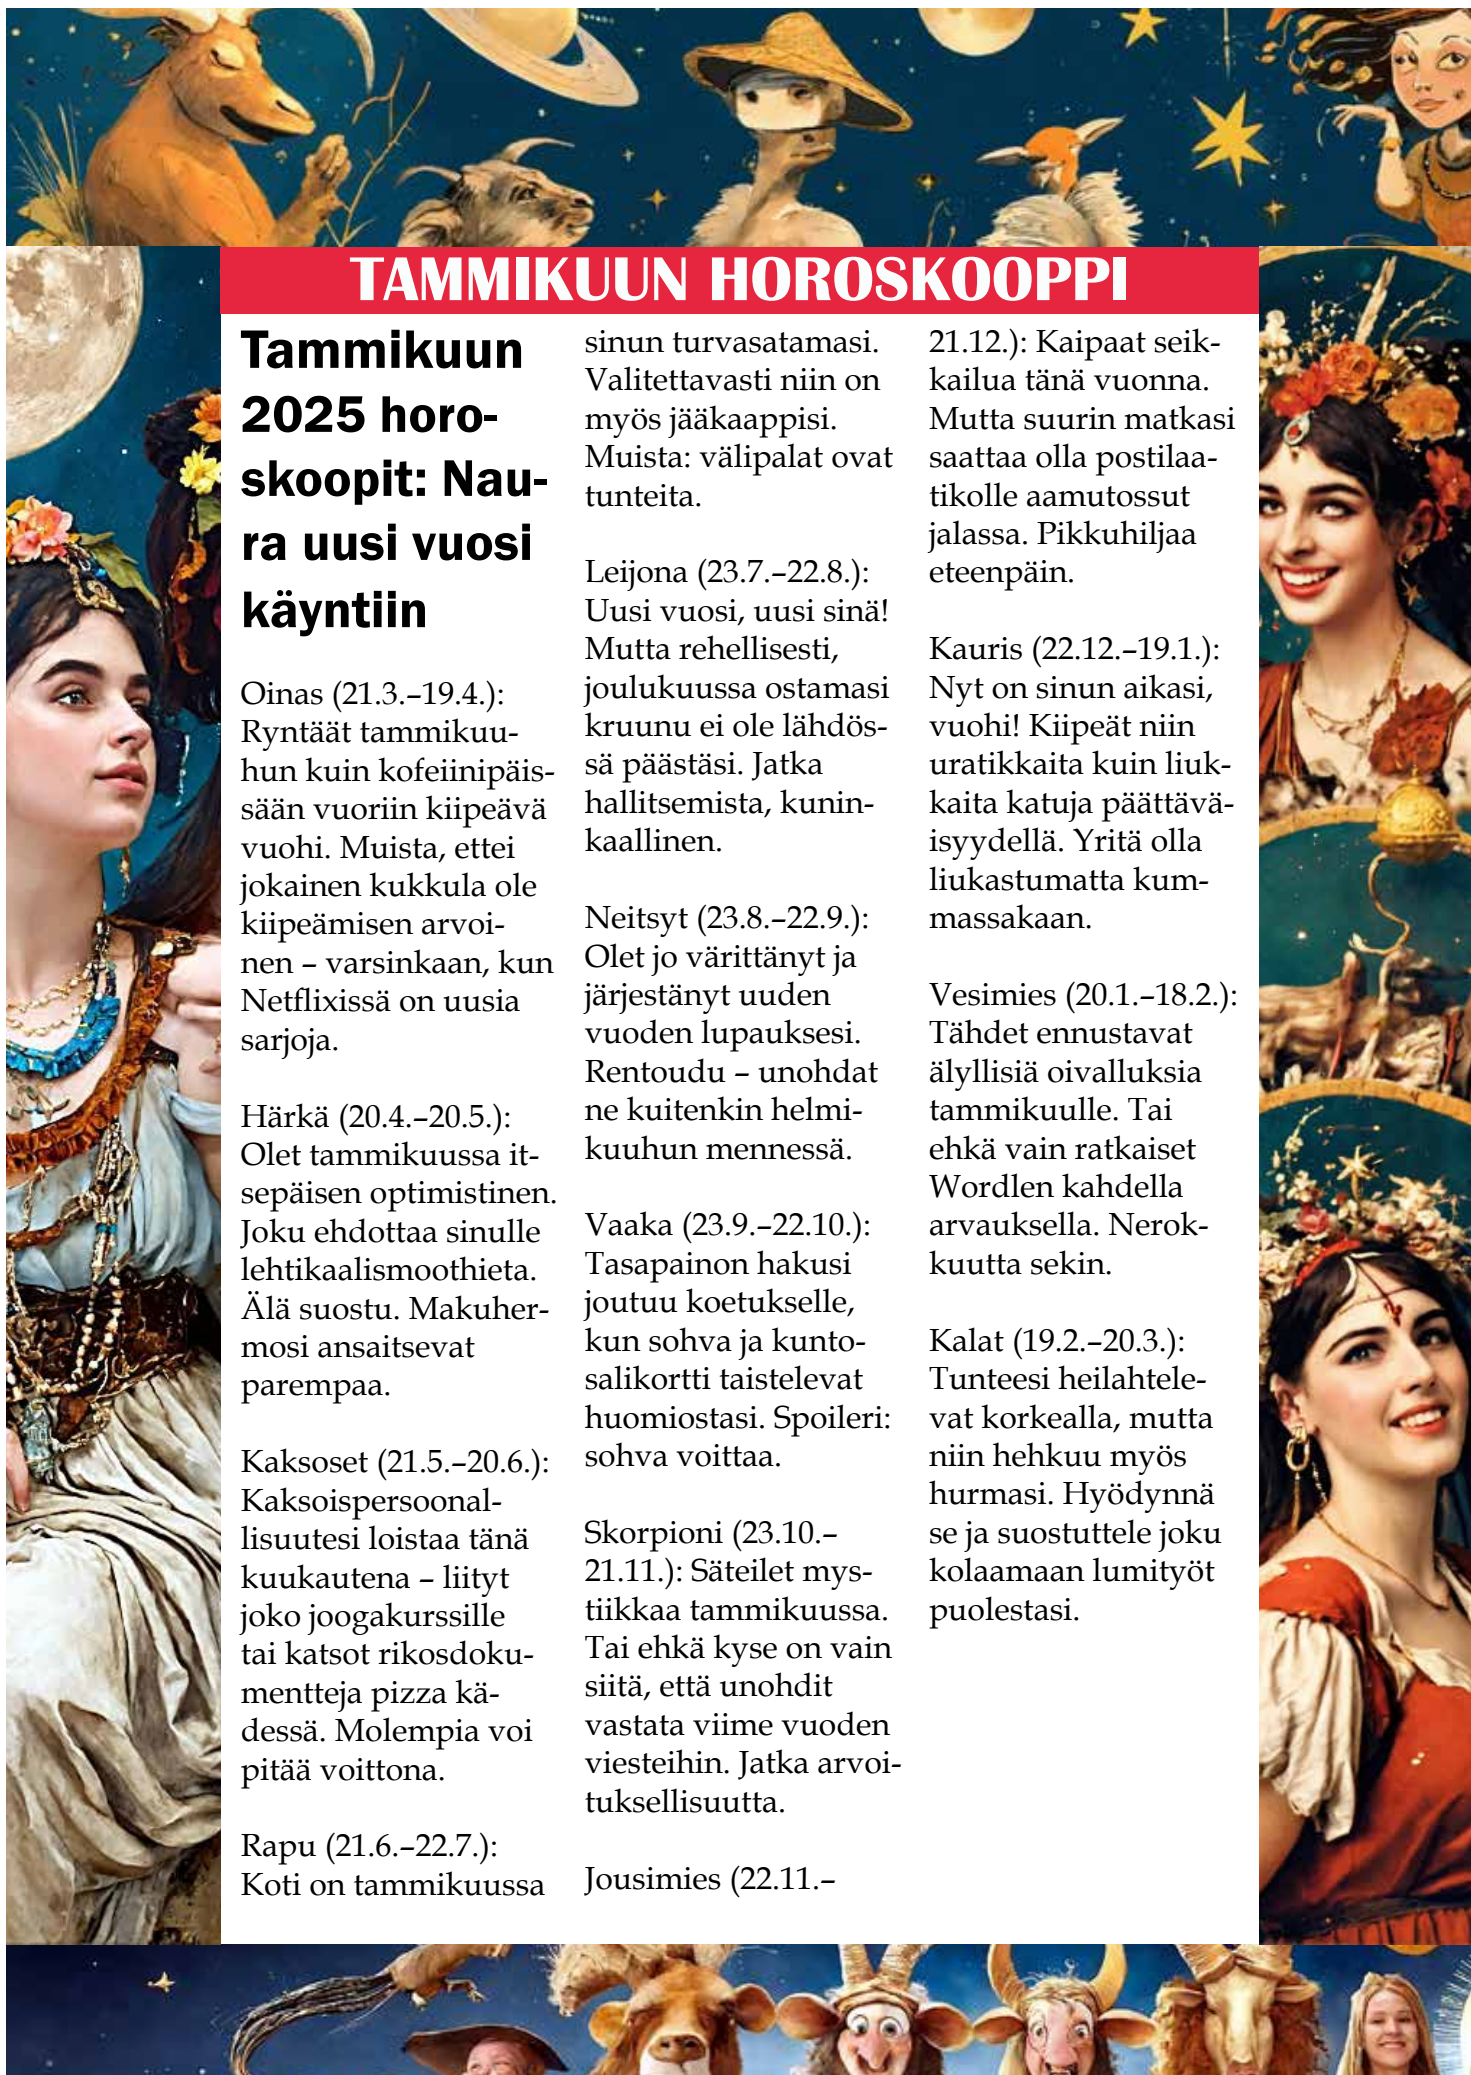 TAMMIKUUN HOROSKOOPPI
Tammikuun
2025 horo-
skoopit: Nau-
ra uusi vuosi
käyntiin
Oinas (21.3.–19.4.):
Ryntäät tammikuu-
hun kuin kofeiinipäis-
sään vuoriin kiipeävä
vuohi. Muista, ettei
jokainen kukkula ole
kiipeämisen arvoi-
nen – varsinkaan, kun
Netflixissä on uusia
sarjoja.
Härkä (20.4.–20.5.):
Olet tammikuussa it-
sepäisen optimistinen.
Joku ehdottaa sinulle
lehtikaalismoothieta.
Älä suostu. Makuher-
mosi ansaitsevat
parempaa.
Kaksoset (21.5.–20.6.):
Kaksoispersoonal-
lisuutesi loistaa tänä
kuukautena – liityt
joko joogakurssille
tai katsot rikosdoku-
mentteja pizza kä-
dessä. Molempia voi
pitää voittona.
Rapu (21.6.–22.7.):
Koti on tammikuussa
sinun turvasatamasi.
Valitettavasti niin on
myös jääkaappisi.
Muista: välipalat ovat
tunteita.
Leijona (23.7.–22.8.):
Uusi vuosi, uusi sinä!
Mutta rehellisesti,
joulukuussa ostamasi
kruunu ei ole lähdös-
sä päästäsi. Jatka
hallitsemista, kunin-
kaallinen.
Neitsyt (23.8.–22.9.):
Olet jo värittänyt ja
järjestänyt uuden
vuoden lupauksesi.
Rentoudu – unohdat
ne kuitenkin helmi-
kuuhun mennessä.
Vaaka (23.9.–22.10.):
Tasapainon hakusi
joutuu koetukselle,
kun sohva ja kunto-
salikortti taistelevat
huomiostasi. Spoileri:
sohva voittaa.
Skorpioni (23.10.–
21.11.): Säteilet mys-
tiikkaa tammikuussa.
Tai ehkä kyse on vain
siitä, että unohdit
vastata viime vuoden
viesteihin. Jatka arvoi-
tuksellisuutta.
Jousimies (22.11.–
21.12.): Kaipaat seik-
kailua tänä vuonna.
Mutta suurin matkasi
saattaa olla postilaa-
tikolle aamutossut
jalassa. Pikkuhiljaa
eteenpäin.
Kauris (22.12.–19.1.):
Nyt on sinun aikasi,
vuohi! Kiipeät niin
uratikkaita kuin liuk-
kaita katuja päättävä-
isyydellä. Yritä olla
liukastumatta kum-
massakaan.
Vesimies (20.1.–18.2.):
Tähdet ennustavat
älyllisiä oivalluksia
tammikuulle. Tai
ehkä vain ratkaiset
Wordlen kahdella
arvauksella. Nerok-
kuutta sekin.
Kalat (19.2.–20.3.):
Tunteesi heilahtele-
vat korkealla, mutta
niin hehkuu myös
hurmasi. Hyödynnä
se ja suostuttele joku
kolaamaan lumityöt
puolestasi.